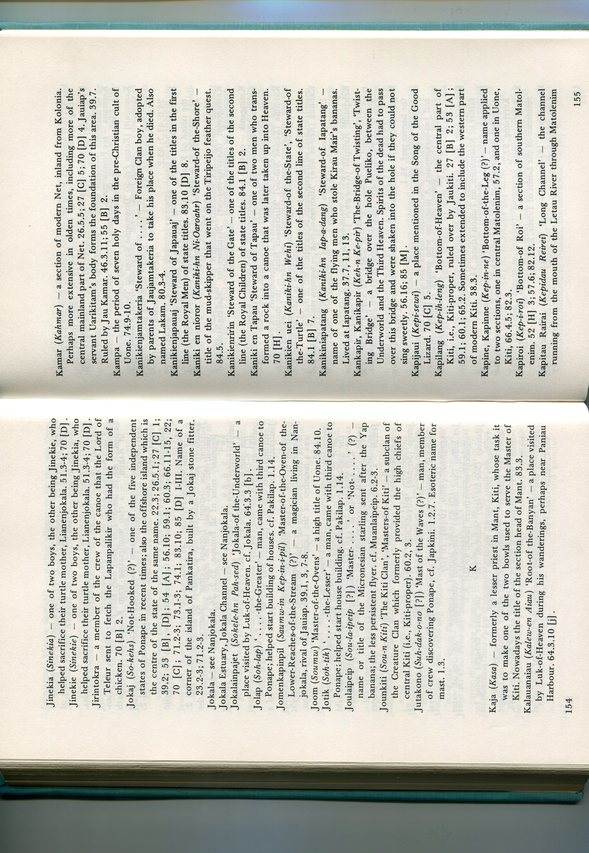 Jinekia (Sinekia) — one of two boys, the other being Jinekie, who
helped sacrifice their turtle mother, Lianenjokala. 51.3-4; 70 [D].
Jinekie (Sinekie) — one of two boys, the other being Jinekia, who
helped sacrifice their turtle mother, Lianenjokala. 51.3-4; 70 [D].
Jirintokra — a member of the crew of the canoe that the Lord of
Teleur sent to fetch the Lapanpalikir who had the form of a
chicken. 70 [B] 2.
Jokaj (So-kehs) 'Not-Hooked (?)' — one of the five independent
states of Ponape in recent times; also the offshore island which is
the centre of the state of the same name. 22.3; 26.5.1; 27 [C] 1;
39.2; 53 [B], [D]; 54 [A]; 56.10; 59.1; 60.3; 66.11-15, 22;
70 [C]; 71.2-3; 73.1-3; 74.1; 83.10; 85 [D] I-III. Name of a
corner of the island of Pankatira, built by a Jokaj stone fitter.
23.2-3; 71.2-3.
Jokala — see Nanjokala.
Jokala Estuary, Jokala Channel — see Nanjokala.
Jokalainpajet (Sokele-hn Pah-sed) 'Jokala-of the-Underworld' — a
place visited by Luk-of-Heaven. cf. Jokala. 64.3.3 [b].
Jolap (Soh-lap) '. . . .-the-Greater' — man, came with third canoe to
Ponape; helped start building of houses. cf. Pakilap. 1.14.
Jomenkapinpil (Saumw-in Kep-in-i-pil) 'Master-of-the-Oven-of the-
Lower-Reaches-of-the-Stream (?)' — a magician living in Nan-
jokala, rival of Jauiap. 39.1, 3, 7-8.
Joom (Soumw) 'Master-of-the-Ovens' — a high title of Uone. 84.10.
Jotik (Soh-tik) '. . . .-the-Lesser' — a man, came with third canoe to
Ponape; helped start house building. cf. Pakilap. 1.14.
Joulaipeip (Sou-la-ipeip [?]) 'Master- . . . .' or 'Not- . . . .' (?) —
name or title of the Micronesian starling sent after the Yap
banana; the less persistent flyer. cf. Muanlaipeip. 6.2-3.
Jounkiti (Sou-n Kiti) 'The Kiti Clan', 'Masters-of Kiti' — a subclan of
the Creature Clan which formerly provided the high chiefs of
central Kiti (i.e., Kiti-proper). 60.2, 3.
Jutakono (Suh-dak-o-no [?]) 'Mast of the Waves (?)' — man, member
of crew discovering Ponape, cf. Japkini. 1.2.7. Esoteric name for
mast. 1.3.
K
Kaja (Kasa) — formerly a lesser priest in Mant, Kiti, whose task it
was to make one of the two bowls used to serve the Master of
Kiti. Nowadays the title of the section head of Mant. 83.3.
Kalauanaiau (Kalew-en Aiau) 'Root-of the-Banyan' — a place visited
by Luk-of-Heaven during his wanderings, perhaps near Paniau
Harbour. 64.3.10 [j].
154
Kamar (Kahmar) — a section of modern Net, inland from Kolonia.
Perhaps more extensive in olden times, including more of the
central mainland part of Net. 26.5.5; 27 [C] 5; 70 [D] 4. Jauiap's
servant Uarikitam's body forms the foundation of this area. 39.7.
Ruled by Jau Kamar. 46.3.11; 55 [B] 2.
Kampa — the period of seven holy days in the pre-Christian cult of
Uone. 74.9-10.
Kanikienjamtakeria 'Steward of . . . .' — Foreign Clan boy, adopted
by parents of Jaujamtakeria to take his place when he died. Also
named Lakam. 80.3-4.
Kanikienjapauaj 'Steward of Japauaj' — one of the titles in the first
line (the Royal Men) of state titles. 83.10 [D] 8.
Kaniki en nioror (Kaniki-hn Ni-Oaroahr) 'Steward-of the-Shore' —
title of the mud-skipper that went on the Tiripeijo feather quest.
84.5.
Kanikienririn 'Steward of the Gate' — one of the titles of the second
line (the Royal Children) of state titles. 84.1 [B] 2.
Kaniki en Tapau 'Steward of Tapau' — one of two men who trans-
formed a rock into a canoe that was later taken up into Heaven.
70 [H].
Kanikien uei (Kaniki-hn Wehi) 'Steward of the-State', 'Steward-of
the-Turtle' — one of the titles of the second line of state titles.
84.1 [B] 7.
Kanikiniapatang (Kaniki-hn Iap-a-dang) 'Steward-of Iapatang' —
name of one of the flying men who stole Kirau Mair's bananas.
Lived at Iapatang. 37.7, 11, 13.
Kankapir, Kanikapir (Keh-n Ke-pir) 'The-Bridge-of Twisting', 'Twist-
ing Bridge' — a bridge over the hole Pueliko, between the
Underworld and the Third Heaven. Spirits of the dead had to pass
over this bridge and were shaken into the hole if they could not
sing sweetly. 56.16; 85 [M].
Kapijaui (Kepi-sewi) — a place mentioned in the Song of the Good
Lizard. 70 [C] 5.
Kapilang (Kep-ih-leng) 'Bottom-of-Heaven' — the central part of
Kiti, i.e., Kiti-proper, ruled over by Jaukiti. 27 [B] 2; 53 [A];
59.1; 60.1; 65.2. Sometimes extended to include the western part
of modern Kiti. 38.3.
Kapine, Kapinne (Kep-in-ne) 'Bottom-of the-Leg (?)' — name applied
to two sections, one in central Matolenim, 57.2, and one in Uone,
Kiti, 66.4.5; 82.3.
Kapiroi (Kep-i-roi) 'Bottom-of Roi' — a section of southern Matol-
enim. 52 [H] 3; 57.6; 82.12.
Kapitau Rairai (Kepidau Reirei) 'Long Channel' — the channel
running from the mouth of the Letau River through Matolenim
155